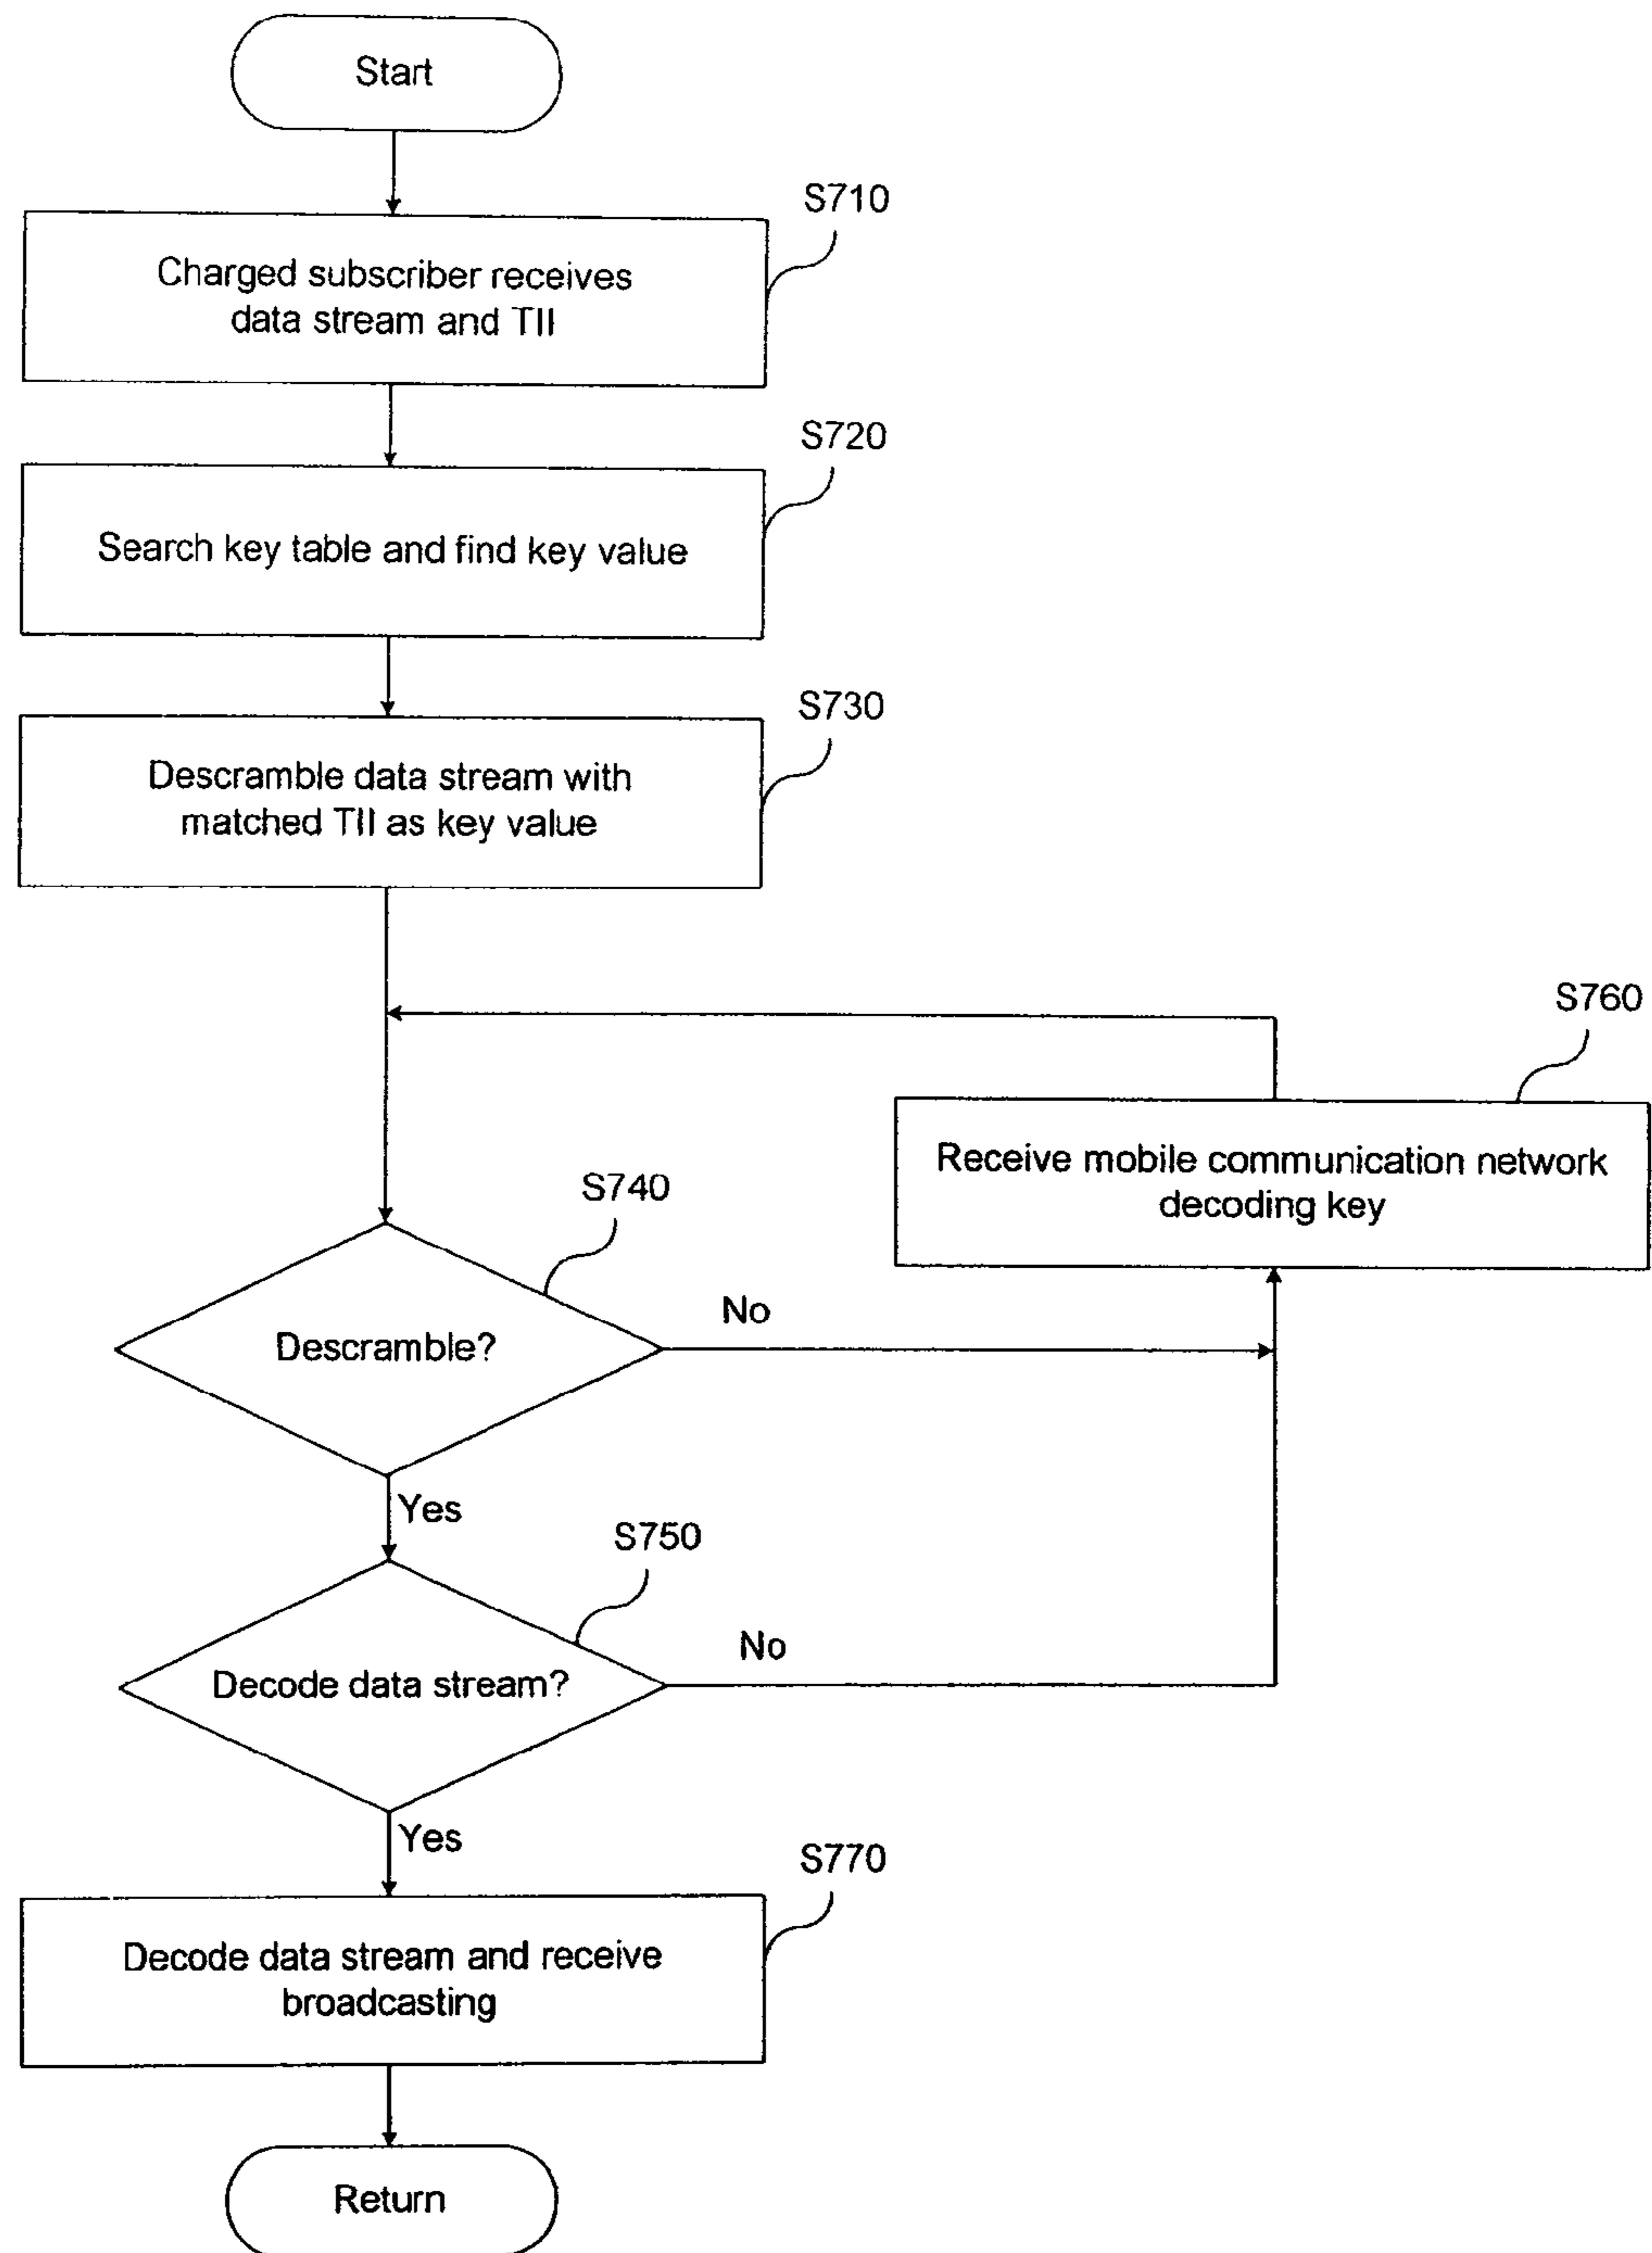 Start
S710
Charged subscriber receives
data stream and TII
S720
Search key table and find key value
S730
Descramble data stream with
matched TII as key value
S760
Receive mobile communication network
decoding key
S740
Descramble?
No
Yes
S750
Decode data stream?
No
Yes
S770
Decode data stream and receive
broadcasting
Return